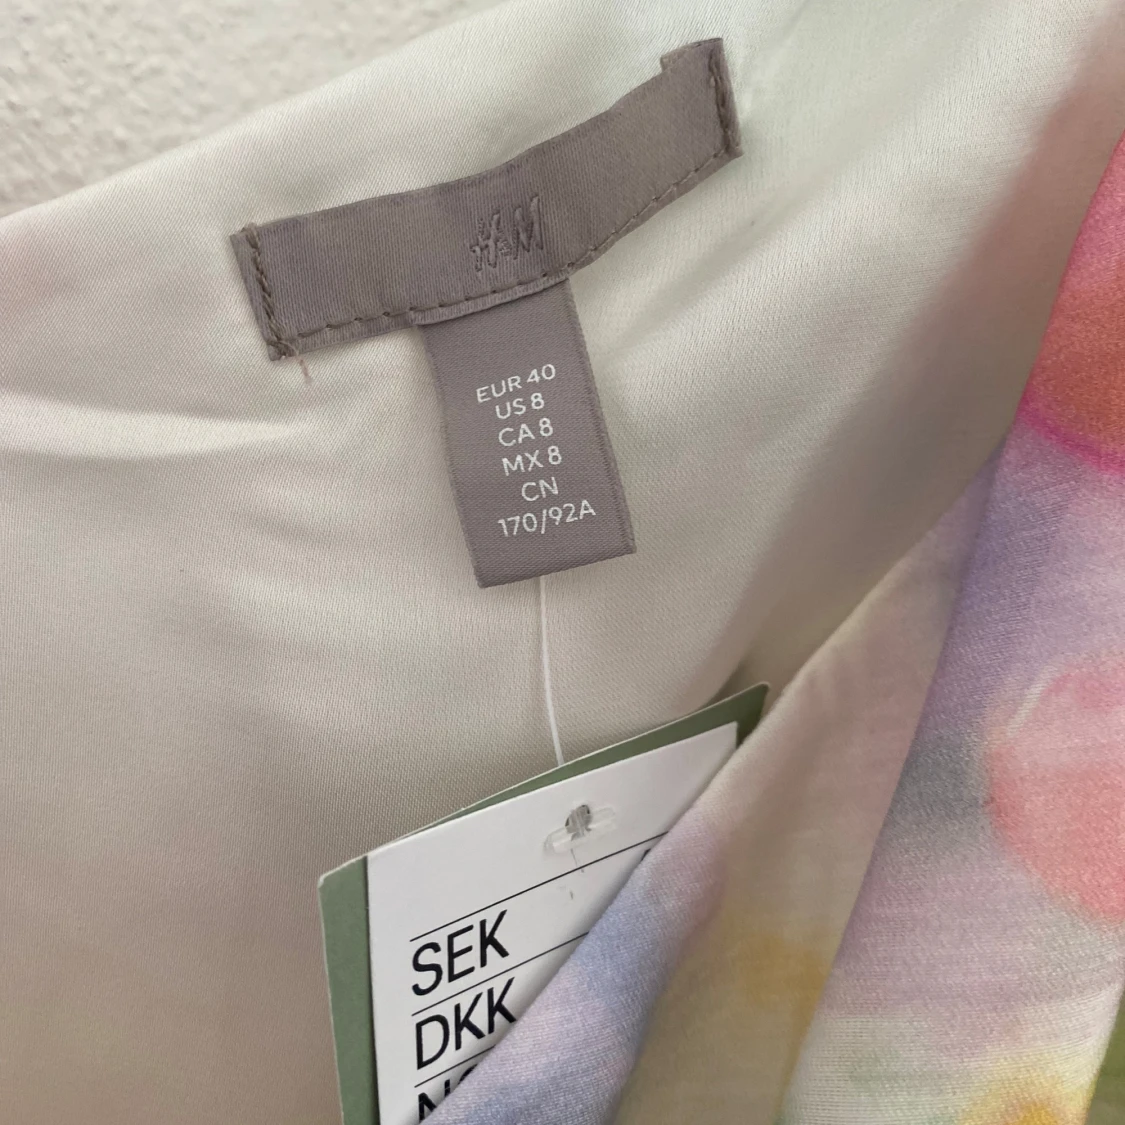 H&M
EUR 40
US 8
CA 8
MX 8
CN
170/92A
SEK
DKK